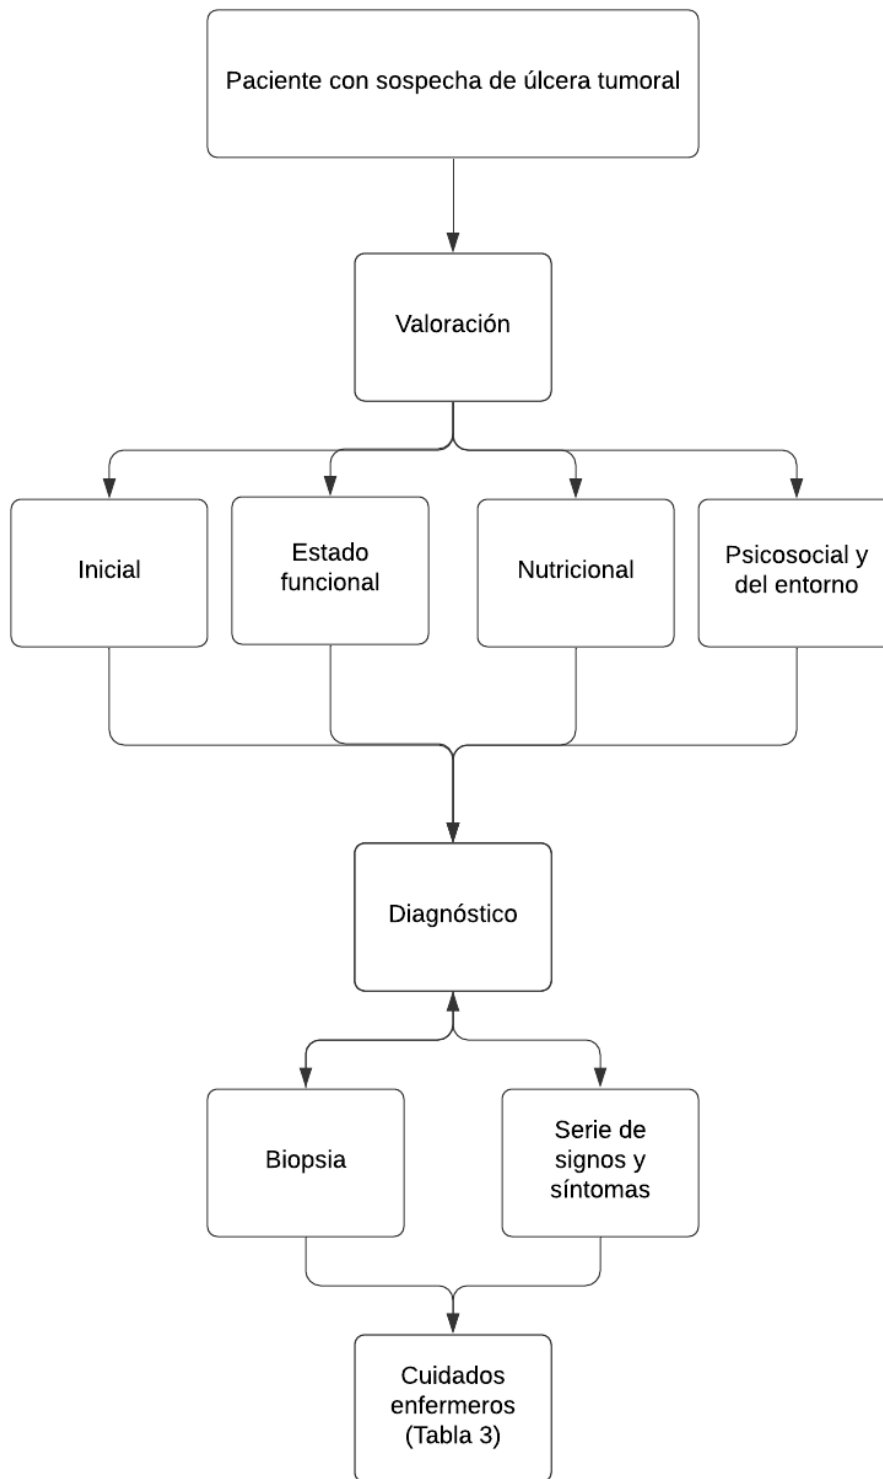 Paciente con sospecha de úlcera tumoral
Valoración
Inicial
Estado
funcional
Nutricional
Psicosocial y
del entorno
Diagnóstico
Biopsia
Serie de
signos y
síntomas
Cuidados
enfermeros
(Tabla 3)